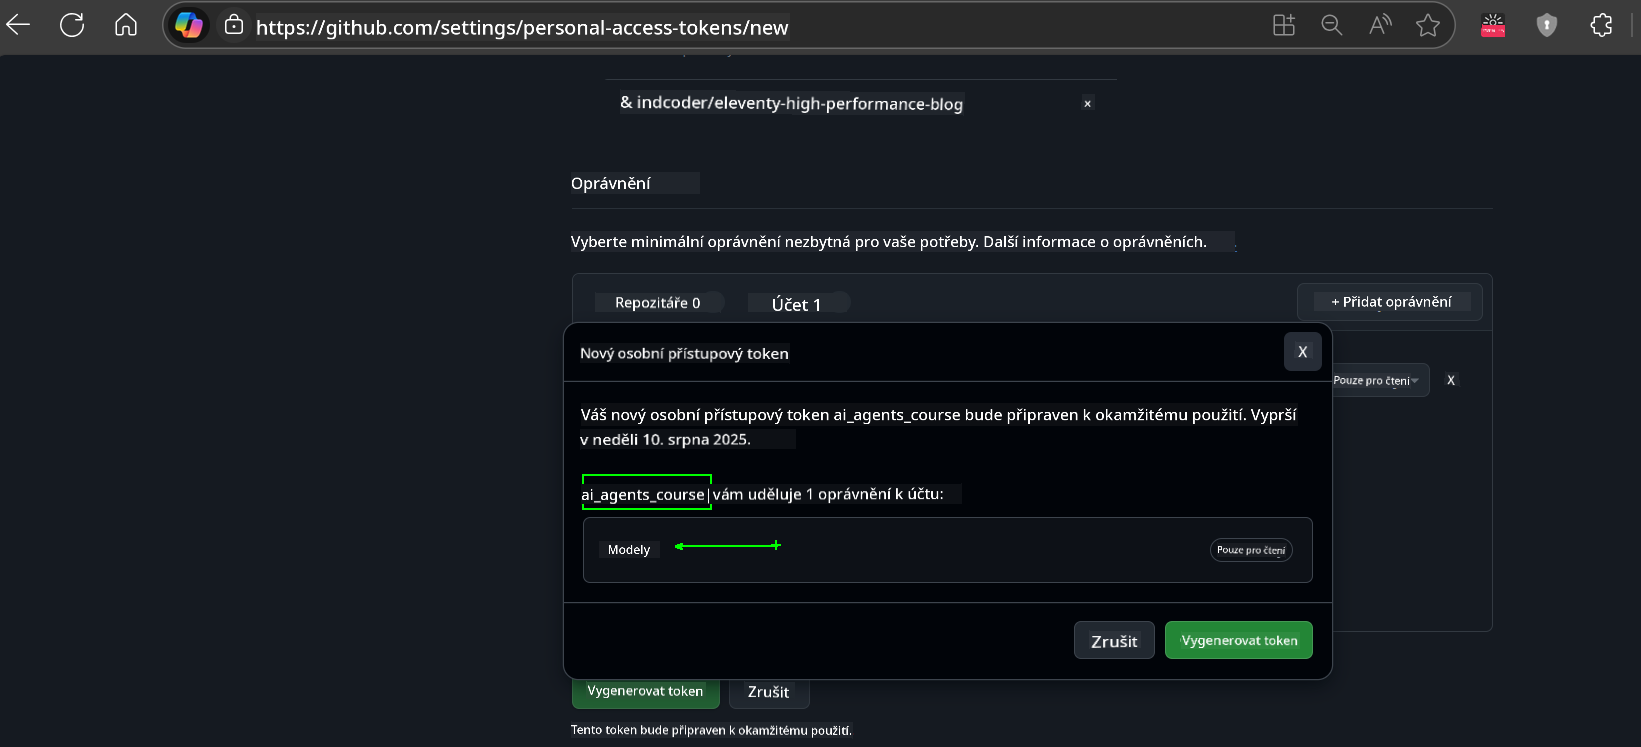 https://github.com/settings/personal-access-tokens/new
& indcoder/eleventy-high-performance-blog
x
Oprávnění
Vyberte minimální oprávnění nezbytná pro vaše potřeby. Další informace o oprávněních.
Repozitáře 0
Účet 1
+ Přidat oprávnění
Nový osobní přístupový token
X
Pouze pro čtení
X
Váš nový osobní přístupový token ai_agents_course bude připraven k okamžitému použití. Vyprší
v neděli 10. srpna 2025.
ai_agents_course vám uděluje 1 oprávnění k účtu:
Modely
Pouze pro čtení
Zrušit
Vygenerovat token
Vygenerovat token
Zrušit
Tento token bude připraven k okamžitému použití.